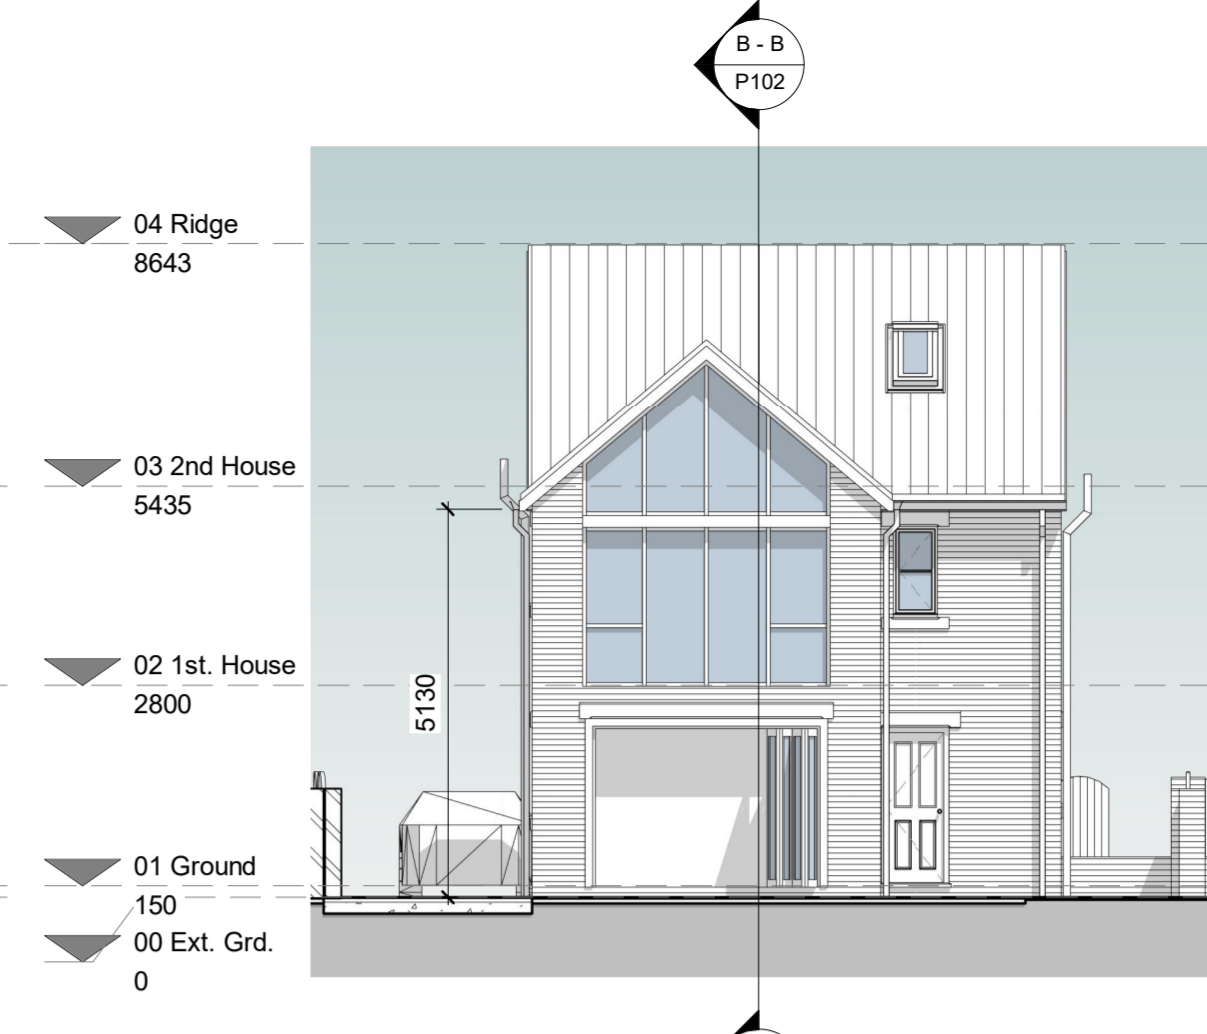 B - B
P102
04 Ridge
8643
03 2nd House
5435
02 1st. House
2800
5130
01 Ground
150
00 Ext. Grd.
0